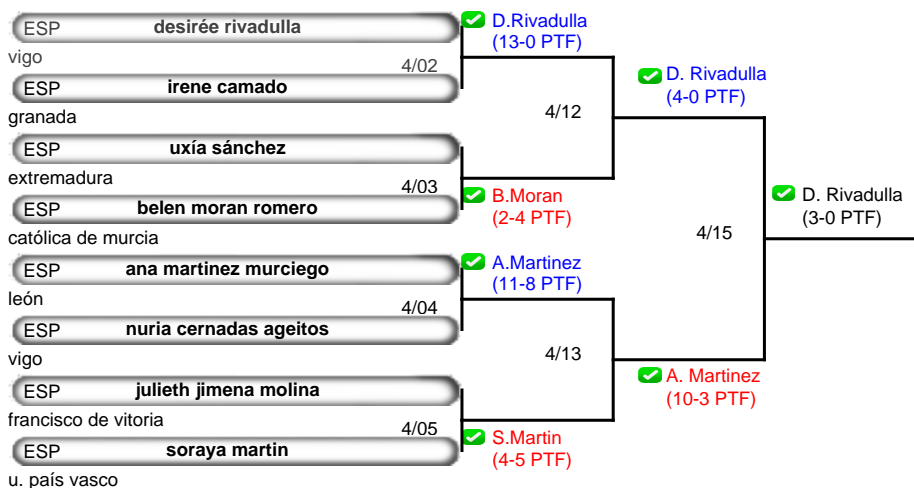 ESP desirée rivadulla
vigo
4/02
ESP irene camado
granada
ESP uxía sánchez
extremadura
4/03
ESP belen moran romero
católica de murcia
ESP ana martinez murciego
león
4/04
ESP nuria cernadas ageitos
vigo
ESP julieth jimena molina
francisco de vitoria
4/05
ESP soraya martin
u. país vasco
D.Rivadulla
(13-0 PTF)
4/12
B.Moran
(2-4 PTF)
A.Martinez
(11-8 PTF)
4/13
S.Martin
(4-5 PTF)
D. Rivadulla
(4-0 PTF)
4/15
A. Martinez
(10-3 PTF)
D. Rivadulla
(3-0 PTF)